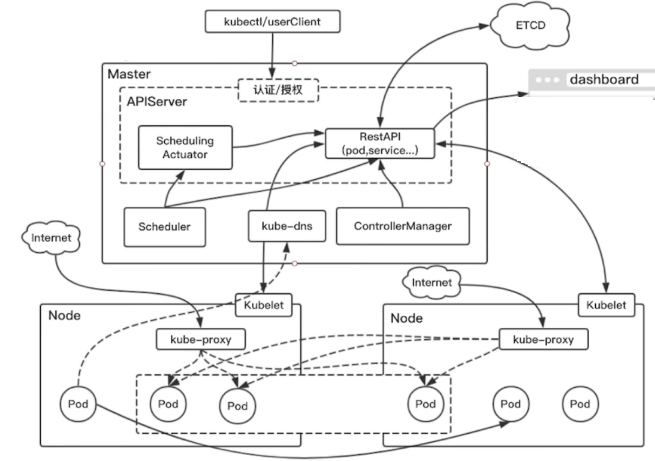 kubectl/userClient
ETCD
Master
dashboard
认证/授权
APIServer
Scheduling
Actuator
RestAPI
(pod,service...)
Scheduler
kube-dns
ControllerManager
Internet
Internet
Kubelet
Kubelet
Node
Node
kube-proxy
kube-proxy
Pod
Pod
Pod
Pod
Pod
Pod